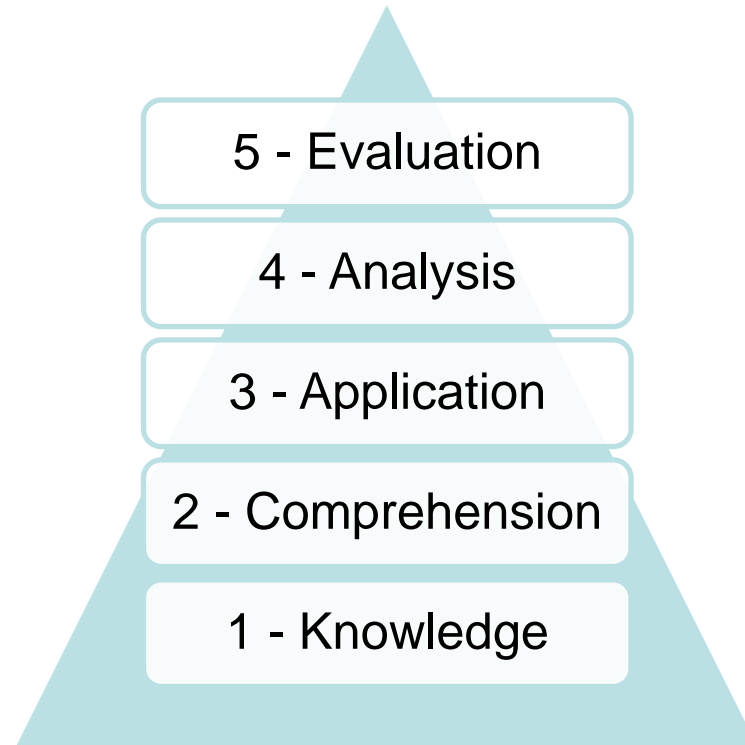 5 - Evaluation
4 - Analysis
3 - Application
2 - Comprehension
1 - Knowledge